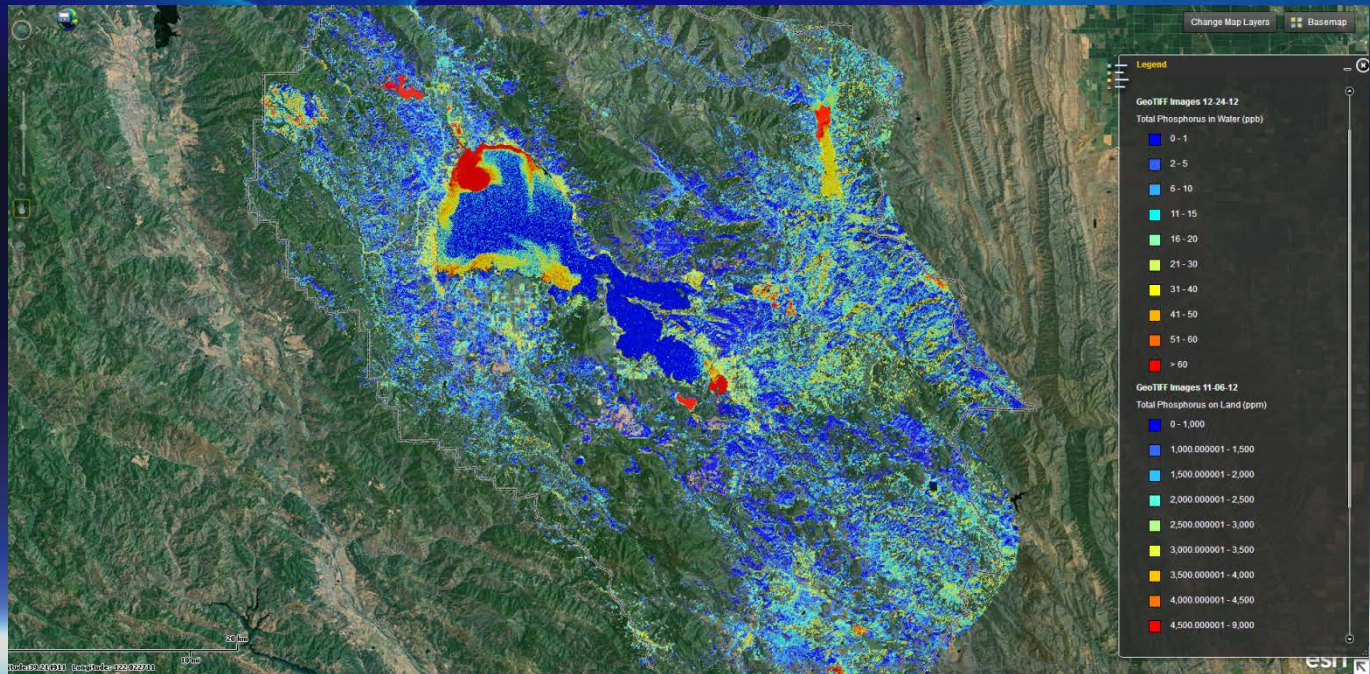 Change Map Layers
Basemap
Legend
GeoTIFF Images 12-24-12
Total Phosphorus in Water (ppb)
0 - 1
2 - 5
6 - 10
11 - 15
16 - 20
21 - 30
31 - 40
41 - 50
51 - 60
> 60
GeoTIFF Images 11-06-12
Total Phosphorus on Land (ppm)
0 - 1,000
1,000.000001 - 1,500
1,500.000001 - 2,000
2,000.000001 - 2,500
2,500.000001 - 3,000
3,000.000001 - 3,500
3,500.000001 - 4,000
4,000.000001 - 4,500
4,500.000001 - 9,000
20 km
10 mi
Longitude:
esri